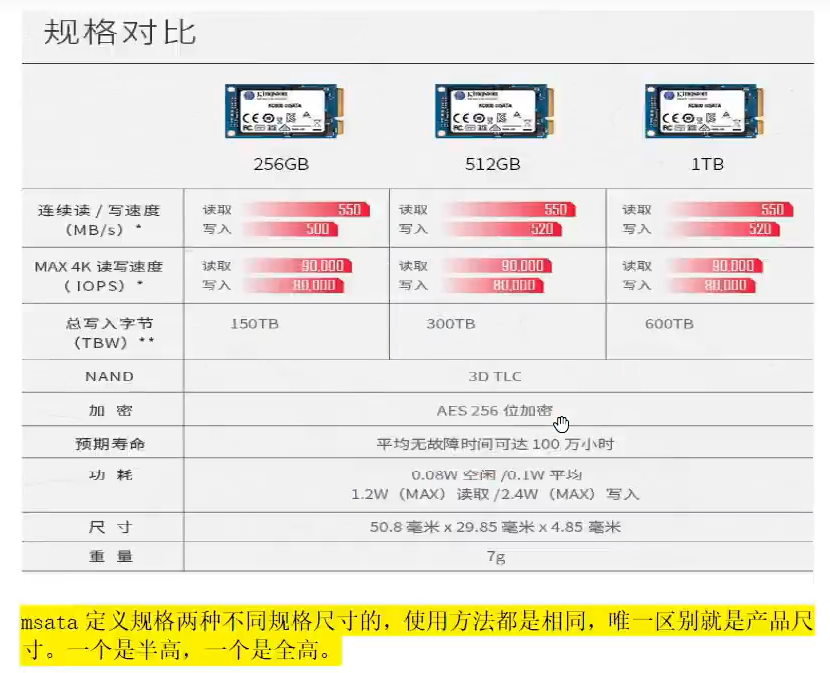 规格对比
Kingston Kingston Kingston
KC600 mSATA KC600 mSATA KC600 mSATA
256GB 512GB 1TB
连续读 / 写速度 读取 550 读取 550 读取 550
（MB/s）* 写入 500 写入 520 写入 520
MAX 4K 读写速度 读取 90,000 读取 90,000 读取 90,000
（ IOPS）* 写入 80,000 写入 80,000 写入 80,000
总写入字节 150TB 300TB 600TB
（TBW）**
NAND 3D TLC
加 密 AES 256 位加密
预期寿命 平均无故障时间可达 100 万小时
功 耗 0.08W 空闲 /0.1W 平均
1.2W（MAX）读取 /2.4W（MAX）写入
尺 寸 50.8 毫米 x 29.85 毫米 x 4.85 毫米
重 量 7g
msata 定义规格两种不同规格尺寸的，使用方法都是相同，唯一区别就是产品尺
寸。一个是半高，一个是全高。